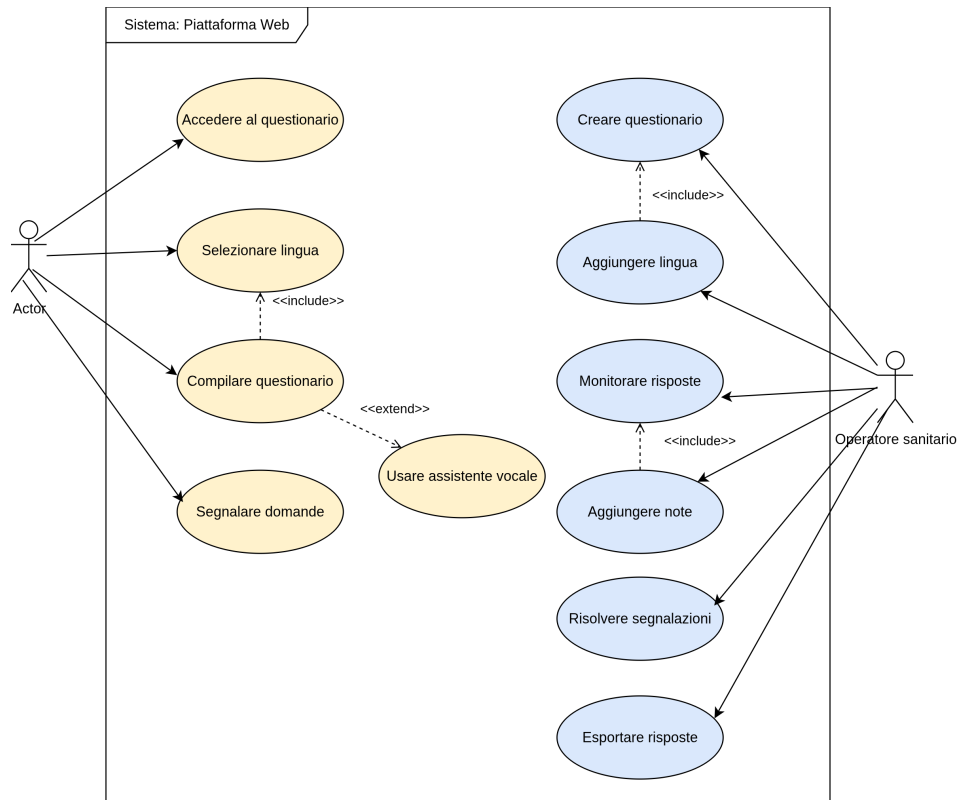 Sistema: Piattaforma Web
Accedere al questionario
Creare questionario
<<include>>
Selezionare lingua
Aggiungere lingua
<<include>>
Actor
Compilare questionario
Monitorare risposte
<<extend>>
<<include>>
Operatore sanitario
Usare assistente vocale
Segnalare domande
Aggiungere note
Risolvere segnalazioni
Esportare risposte